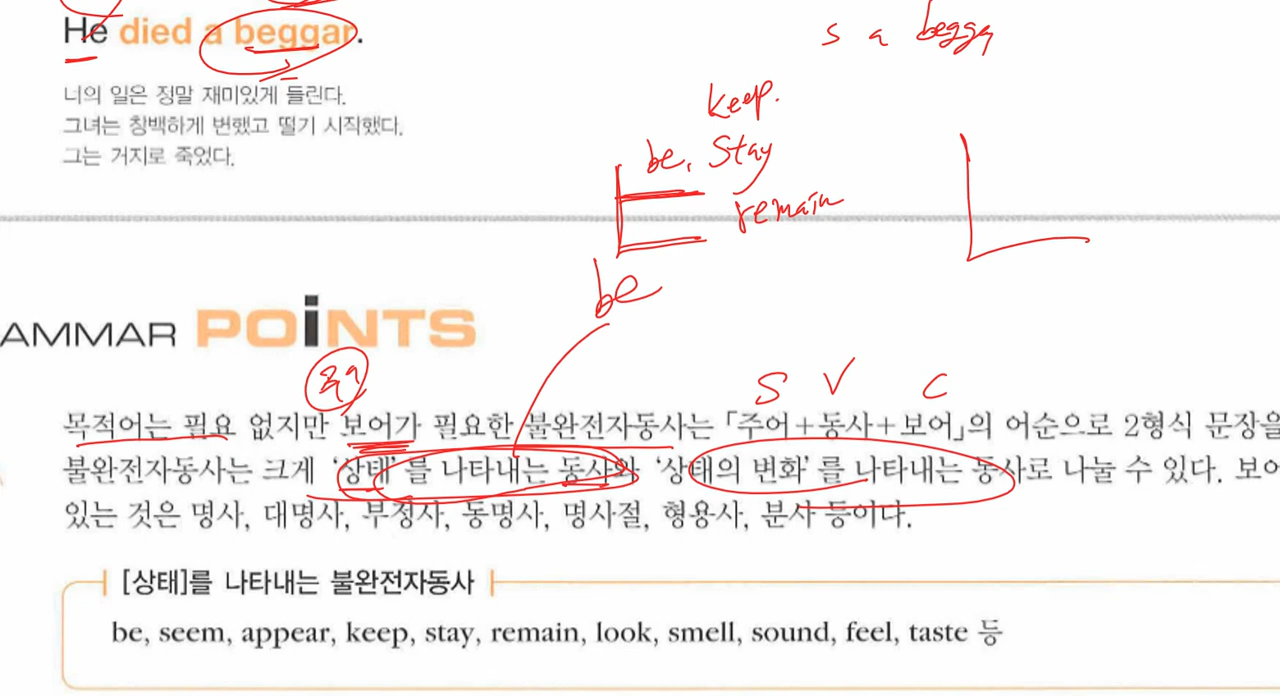 He died a beggar.
s a begga
너의 일은 정말 재미있게 들린다.
그녀는 창백하게 변했고 떨기 시작했다.
그는 거지로 죽었다.
keep.
be, stay
remain
be
AMMAR POiNTS
S V C
목적어는 필요 없지만 보어가 필요한 불완전자동사는 「주어+동사+보어」의 어순으로 2형식 문장을
불완전자동사는 크게 '상태'를 나타내는 동사와 '상태의 변화'를 나타내는 동사로 나눌 수 있다. 보어
있는 것은 명사, 대명사, 부정사, 동명사, 명사절, 형용사, 분사 등이다.
[상태]를 나타내는 불완전자동사
be, seem, appear, keep, stay, remain, look, smell, sound, feel, taste 등